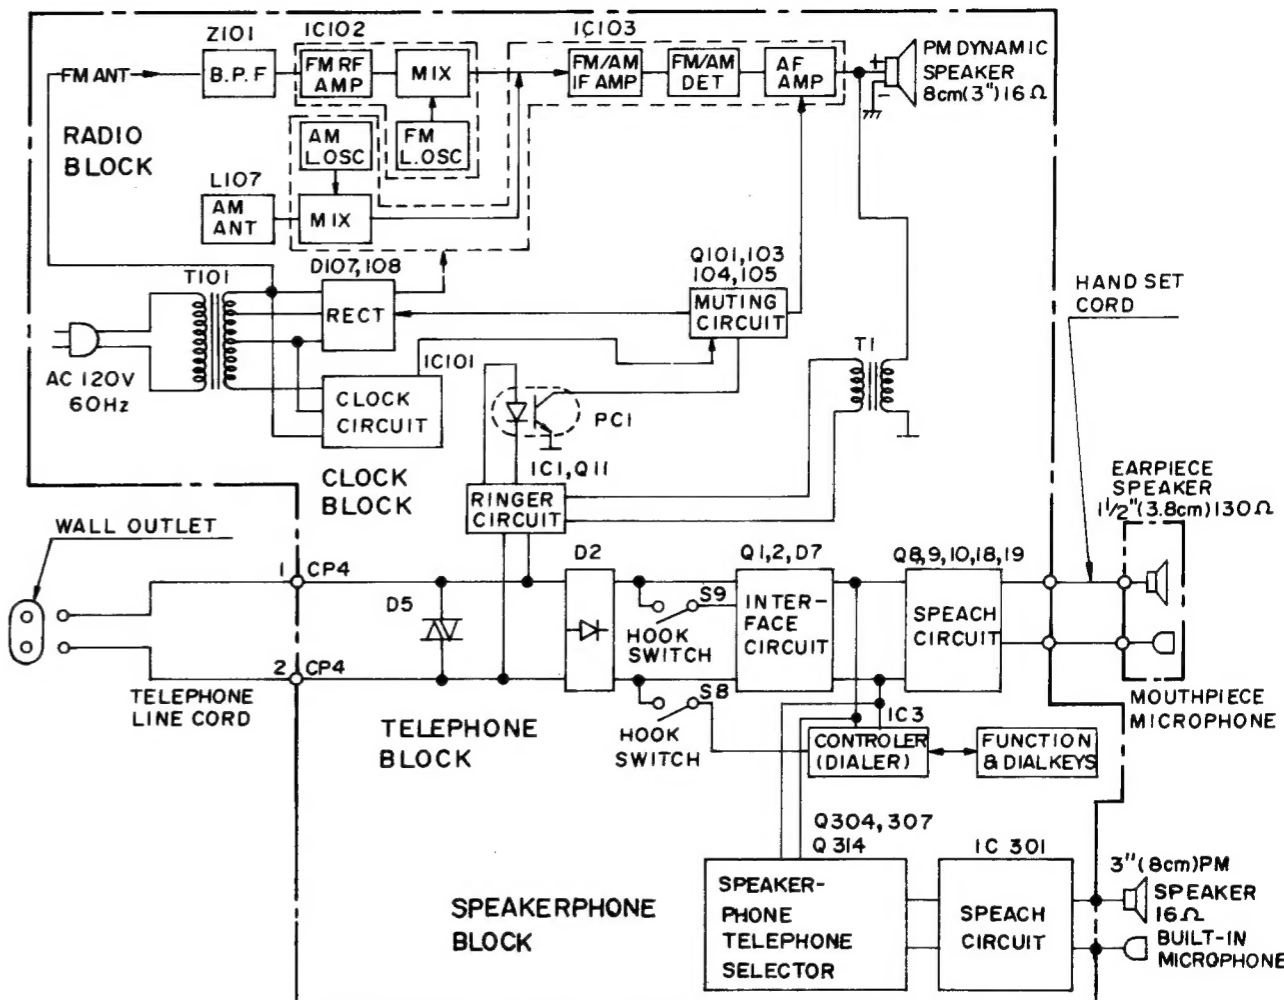 Z101
IC102
IC103
FM ANT
B.P.F
FM RF
AMP
MIX
FM/AM
IF AMP
FM/AM
DET
AF
AMP
+
-
PM DYNAMIC
SPEAKER
8cm(3")16Ω
RADIO
BLOCK
AM
L.OSC
FM
L.OSC
L107
AM
ANT
MIX
T101
D107,108
RECT
Q101,103
104,105
MUTING
CIRCUIT
HAND SET
CORD
AC 120V
60Hz
IC101
CLOCK
CIRCUIT
PC1
T1
CLOCK
BLOCK
IC1,Q11
RINGER
CIRCUIT
EARPIECE
SPEAKER
1 1/2"(3.8cm)130Ω
WALL OUTLET
1 CP4
D5
D2
S9
HOOK
SWITCH
Q1,2,D7
INTER-
FACE
CIRCUIT
Q8,9,10,18,19
SPEACH
CIRCUIT
2 CP4
TELEPHONE
LINE CORD
TELEPHONE
BLOCK
S8
HOOK
SWITCH
IC3
CONTROLER
(DIALER)
FUNCTION
& DIALKEYS
MOUTHPIECE
MICROPHONE
Q304,307
Q314
SPEAKER-
PHONE
TELEPHONE
SELECTOR
IC 301
SPEACH
CIRCUIT
3"(8cm)PM
SPEAKER
16Ω
BUILT-IN
MICROPHONE
SPEAKERPHONE
BLOCK